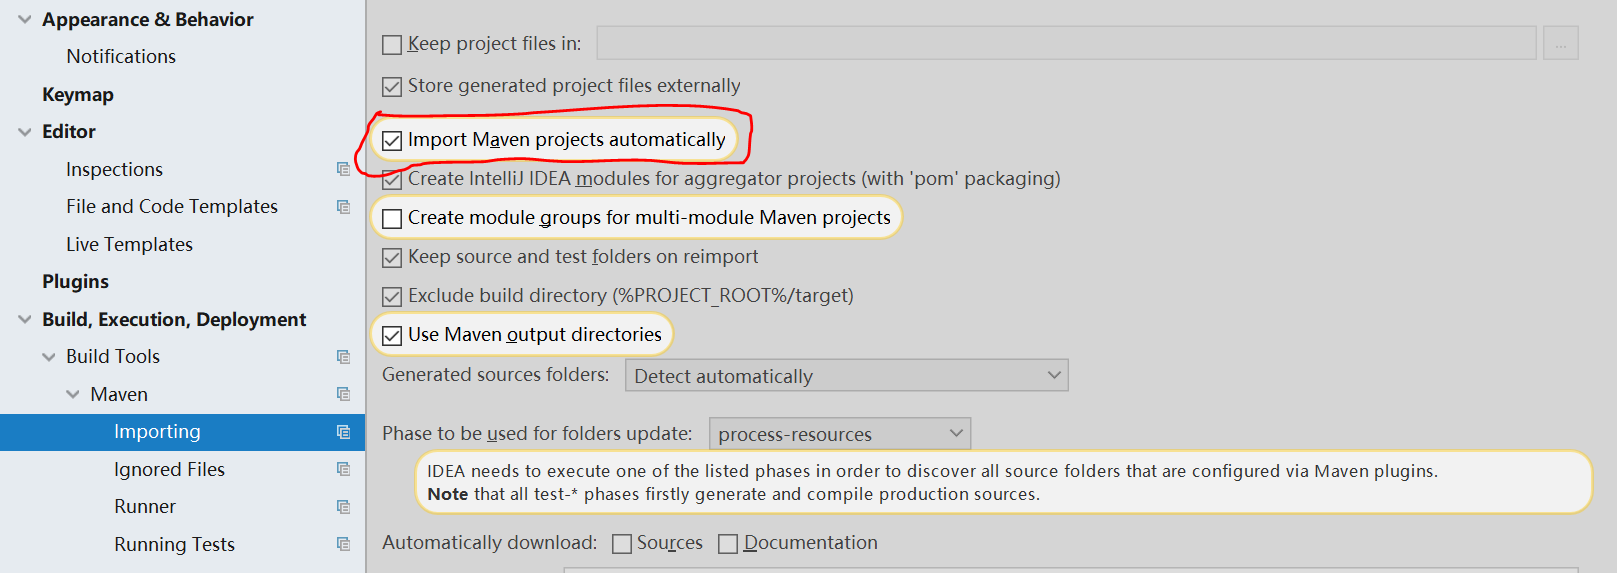 Appearance & Behavior
Notifications
Keymap
Editor
Inspections
File and Code Templates
Live Templates
Plugins
Build, Execution, Deployment
Build Tools
Maven
Importing
Ignored Files
Runner
Running Tests
Keep project files in:
...
Store generated project files externally
Import Maven projects automatically
Create IntelliJ IDEA modules for aggregator projects (with 'pom' packaging)
Create module groups for multi-module Maven projects
Keep source and test folders on reimport
Exclude build directory (%PROJECT_ROOT%/target)
Use Maven output directories
Generated sources folders: Detect automatically
Phase to be used for folders update: process-resources
IDEA needs to execute one of the listed phases in order to discover all source folders that are configured via Maven plugins.
Note that all test-* phases firstly generate and compile production sources.
Automatically download: Sources Documentation